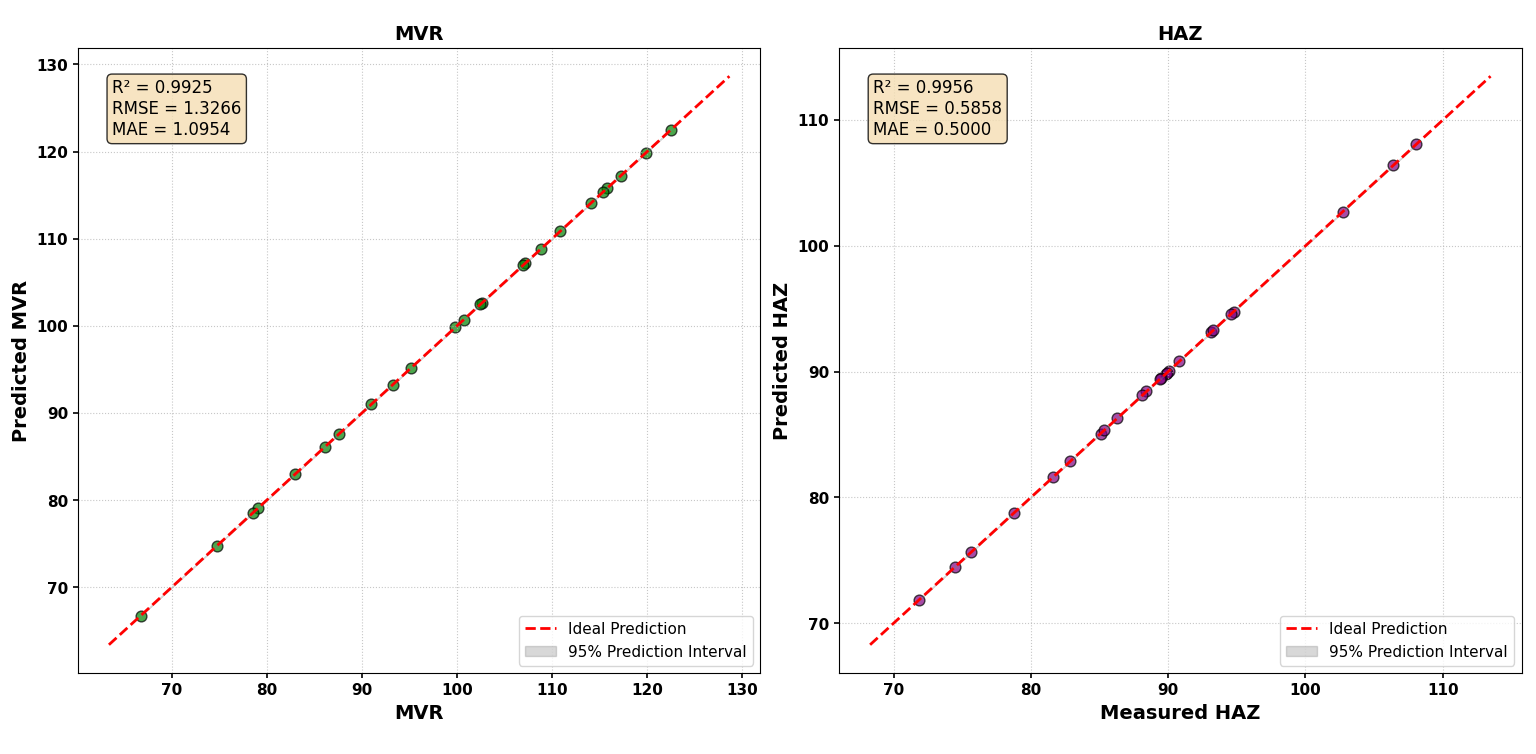 MVR
R² = 0.9925
RMSE = 1.3266
MAE = 1.0954
Predicted MVR
130
120
110
100
90
80
70
Ideal Prediction
95% Prediction Interval
70 80 90 100 110 120 130
MVR
HAZ
R² = 0.9956
RMSE = 0.5858
MAE = 0.5000
Predicted HAZ
110
100
90
80
70
Ideal Prediction
95% Prediction Interval
70 80 90 100 110
Measured HAZ